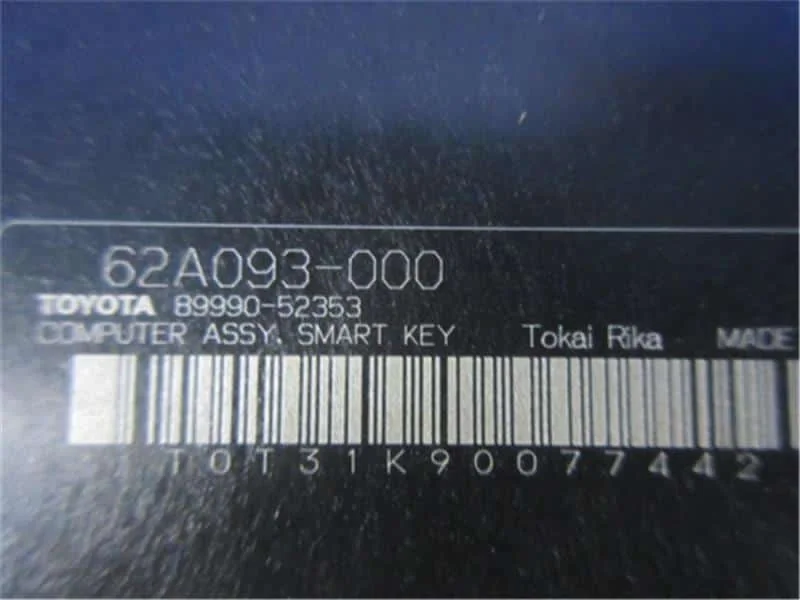 62A093-000
TOYOTA 89990-52353
COMPUTER ASSY, SMART KEY Tokai Rika MADE
T0T31K90077442